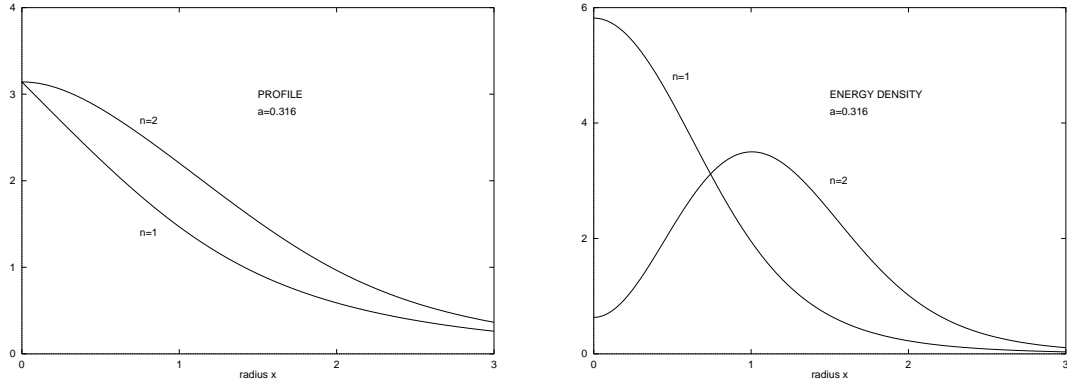 4
3
2
1
0
0
1
2
3
radius x
PROFILE
a=0.316
n=2
n=1
6
4
2
0
0
1
2
3
radius x
ENERGY DENSITY
a=0.316
n=1
n=2